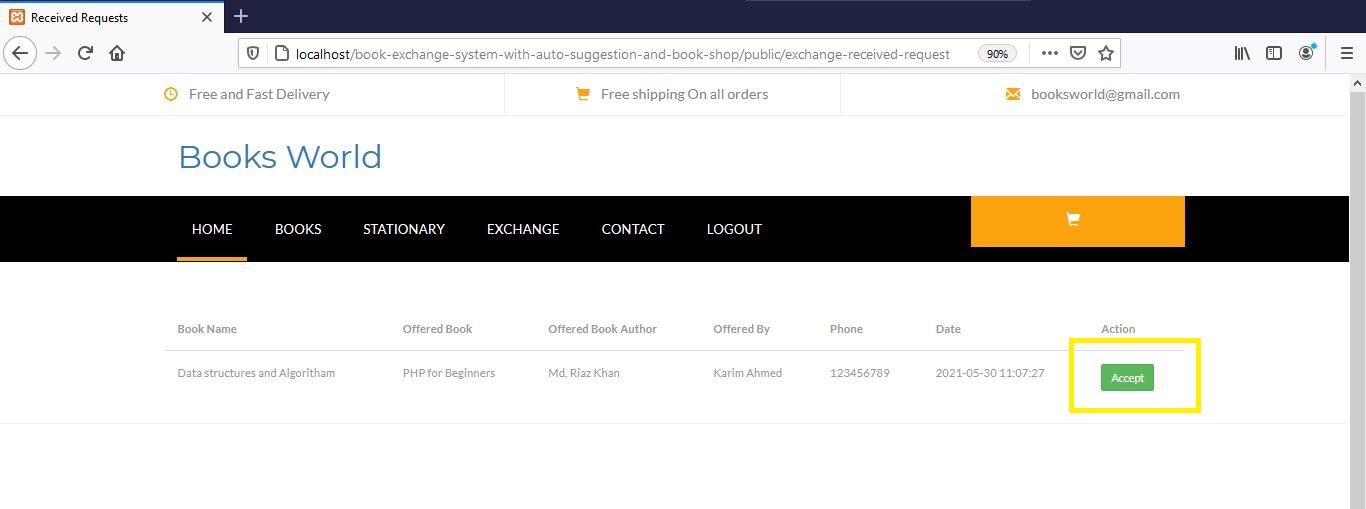 Received Requests
localhost/book-exchange-system-with-auto-suggestion-and-book-shop/public/exchange-received-request 90%
Free and Fast Delivery Free shipping On all orders booksworld@gmail.com
Books World
HOME BOOKS STATIONARY EXCHANGE CONTACT LOGOUT
Book Name Offered Book Offered Book Author Offered By Phone Date Action
Data structures and Algoritham PHP for Beginners Md. Riaz Khan Karim Ahmed 123456789 2021-05-30 11:07:27 Accept